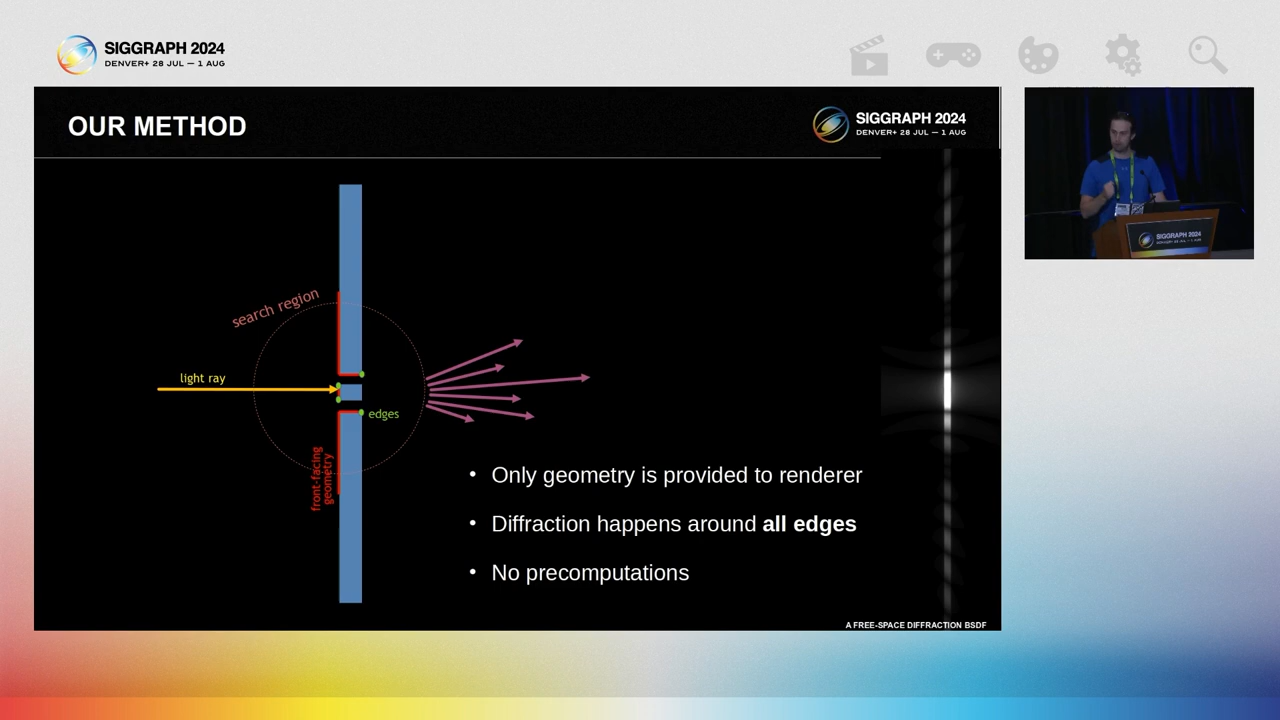 SIGGRAPH 2024
DENVER+ 28 JUL — 1 AUG
OUR METHOD
SIGGRAPH 2024
DENVER+ 28 JUL — 1 AUG
search region
light ray
edges
front-facing
geometry
• Only geometry is provided to renderer
• Diffraction happens around all edges
• No precomputations
A FREE-SPACE DIFFRACTION BSDF
SIGGRAPH 2024